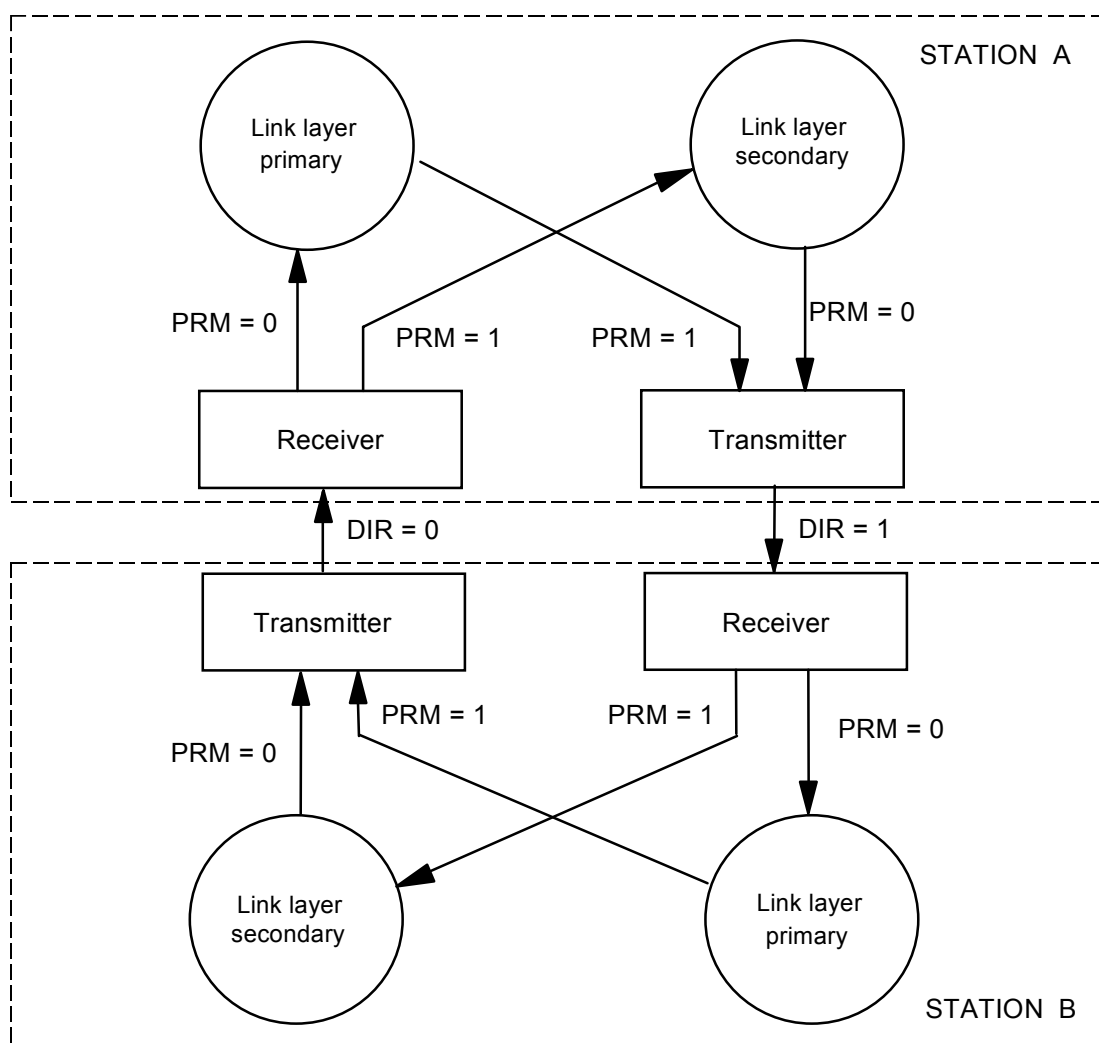 STATION A
Link layer
primary
Link layer
secondary
PRM = 0
PRM = 1
PRM = 1
PRM = 0
Receiver
Transmitter
DIR = 0
DIR = 1
Transmitter
Receiver
PRM = 0
PRM = 1
PRM = 1
PRM = 0
Link layer
secondary
Link layer
primary
STATION B